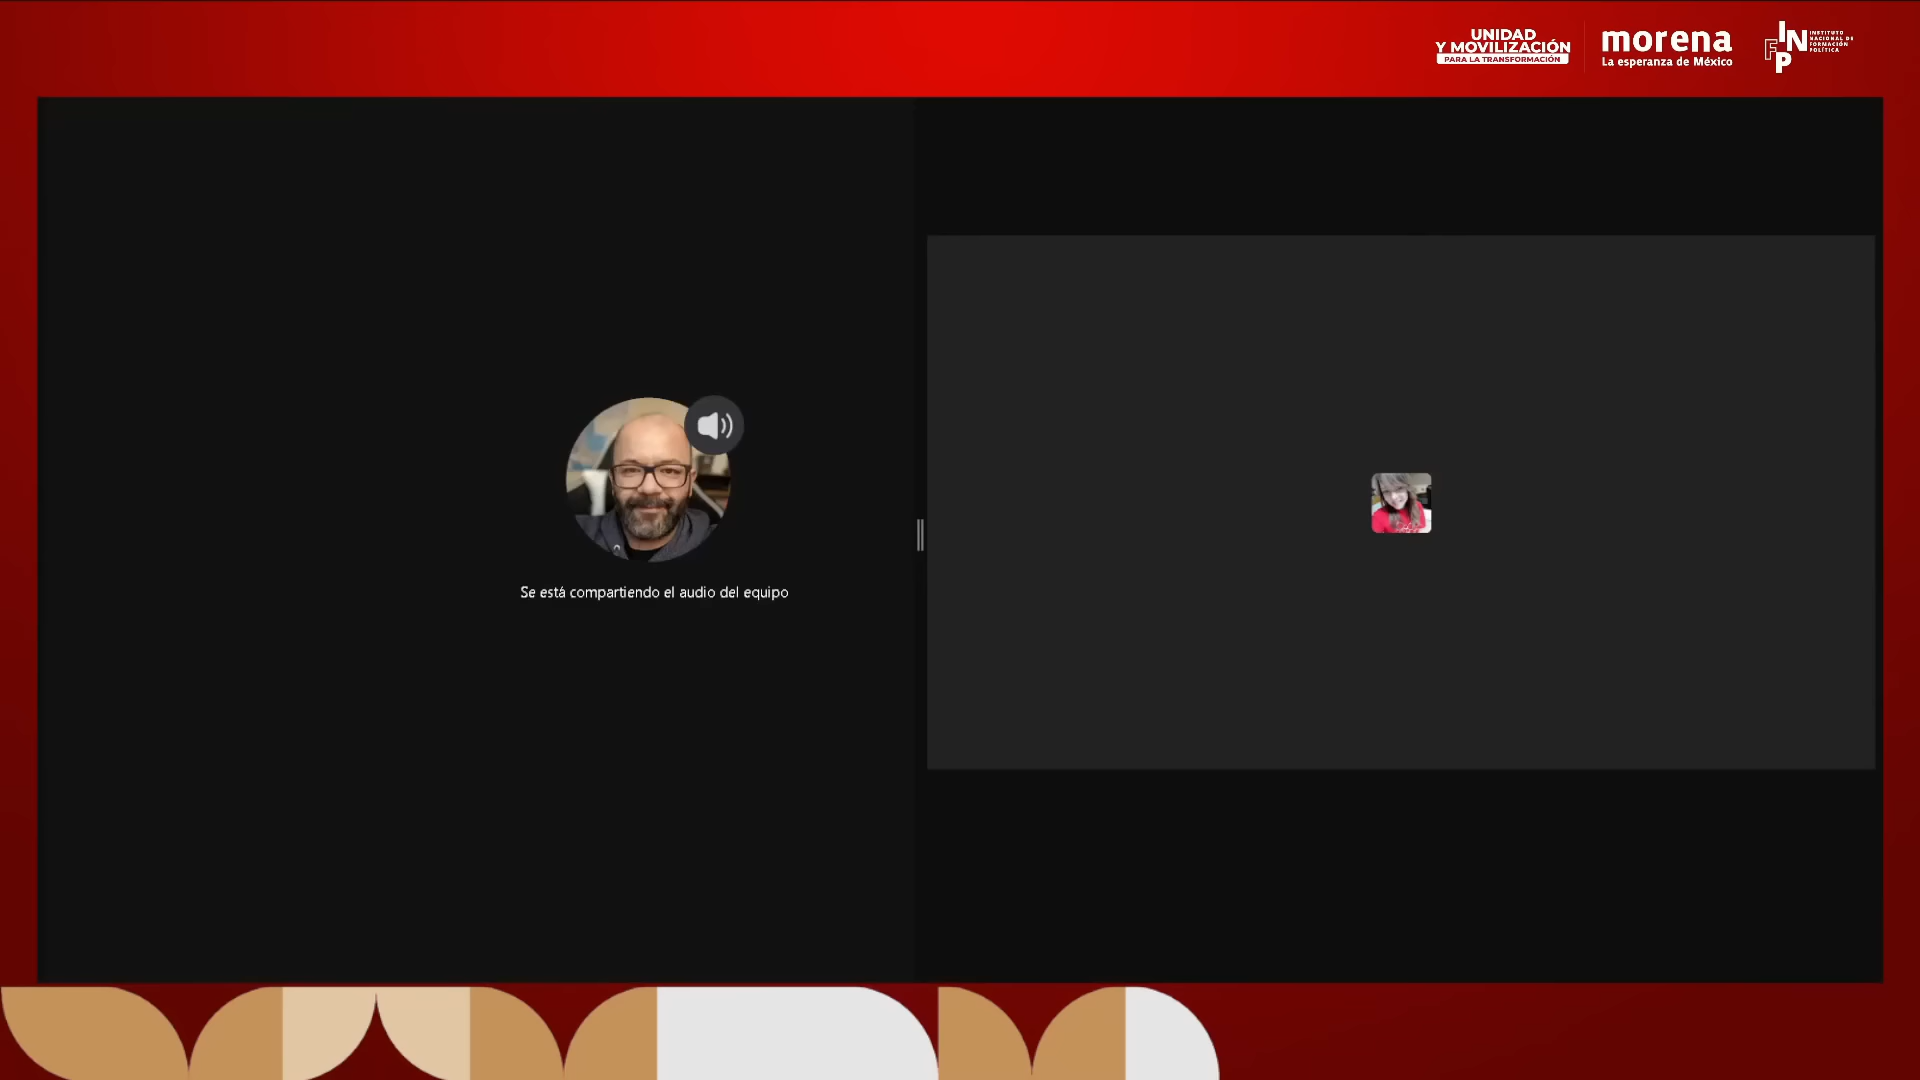 UNIDAD
Y MOVILIZACIÓN
PARA LA TRANSFORMACIÓN
morena
La esperanza de México
INFP
INSTITUTO
NACIONAL DE
FORMACIÓN
POLÍTICA
Se está compartiendo el audio del equipo